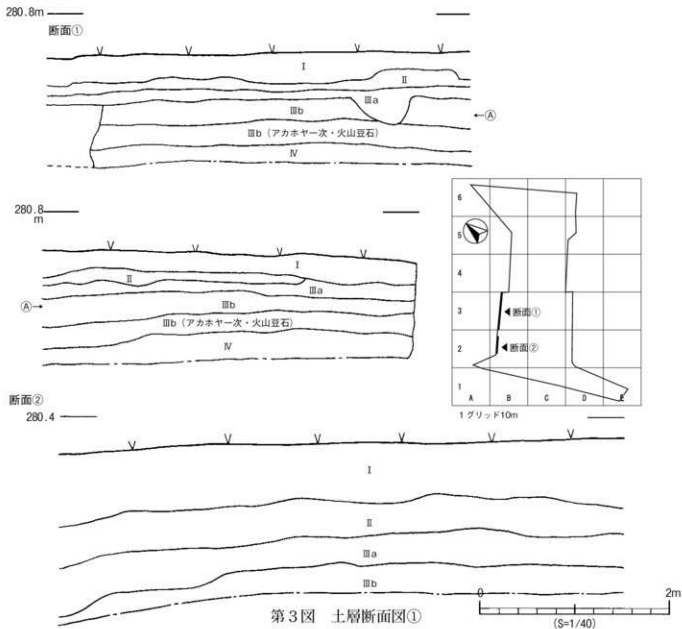 280.8m
断面①
I
II
IIIa
IIIb
←Ⓐ
IIIb(アカホヤ一次・火山豆石)
IV
280.8
m
I
II
IIIa
Ⓐ→
IIIb
IIIb(アカホヤ一次・火山豆石)
IV
6
5
4
3
断面①
2
断面②
1
A B C D E
1グリッド10m
断面②
280.4
I
II
IIIa
IIIb
0 2m
(S=1/40)
第3図 土層断面図①